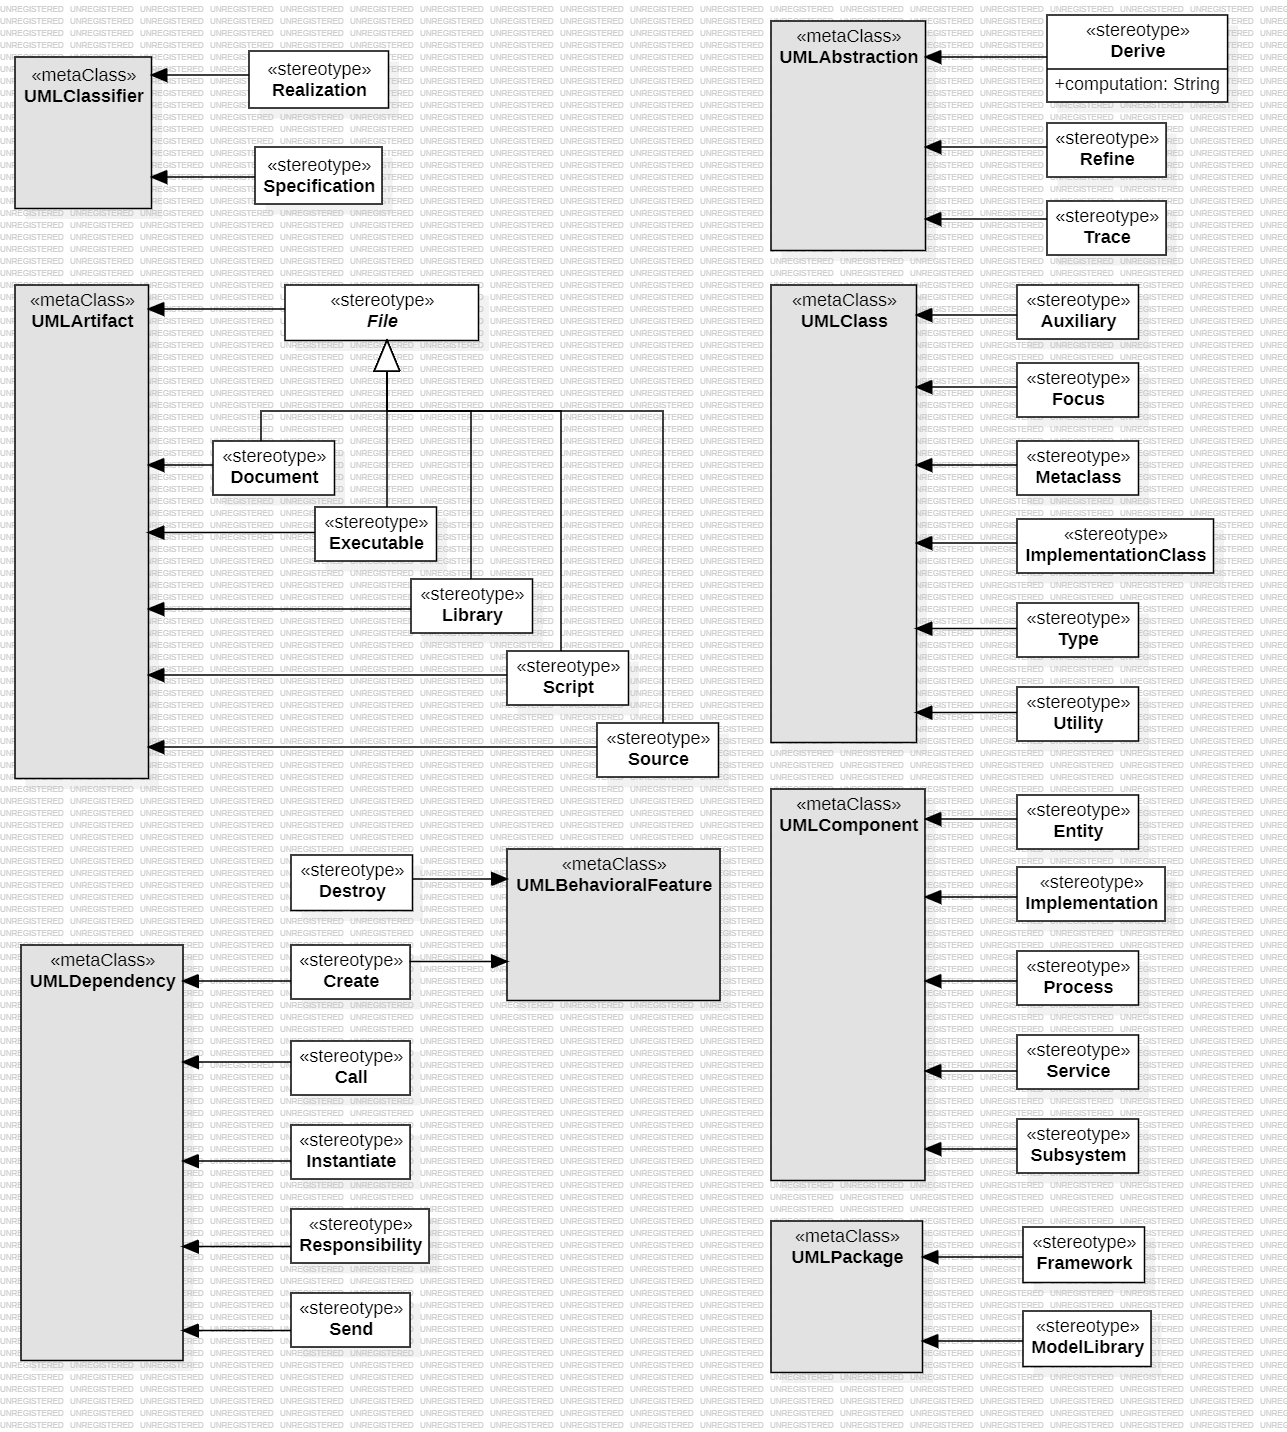 «metaClass»
UMLClassifier
«stereotype»
Realization
«stereotype»
Specification
«metaClass»
UMLAbstraction
«stereotype»
Derive
+computation: String
«stereotype»
Refine
«stereotype»
Trace
«metaClass»
UMLArtifact
«stereotype»
File
«stereotype»
Document
«stereotype»
Executable
«stereotype»
Library
«stereotype»
Script
«stereotype»
Source
«metaClass»
UMLClass
«stereotype»
Auxiliary
«stereotype»
Focus
«stereotype»
Metaclass
«stereotype»
ImplementationClass
«stereotype»
Type
«stereotype»
Utility
«stereotype»
Destroy
«metaClass»
UMLBehavioralFeature
«metaClass»
UMLDependency
«stereotype»
Create
«stereotype»
Call
«stereotype»
Instantiate
«stereotype»
Responsibility
«stereotype»
Send
«metaClass»
UMLComponent
«stereotype»
Entity
«stereotype»
Implementation
«stereotype»
Process
«stereotype»
Service
«stereotype»
Subsystem
«metaClass»
UMLPackage
«stereotype»
Framework
«stereotype»
ModelLibrary
UNREGISTERED